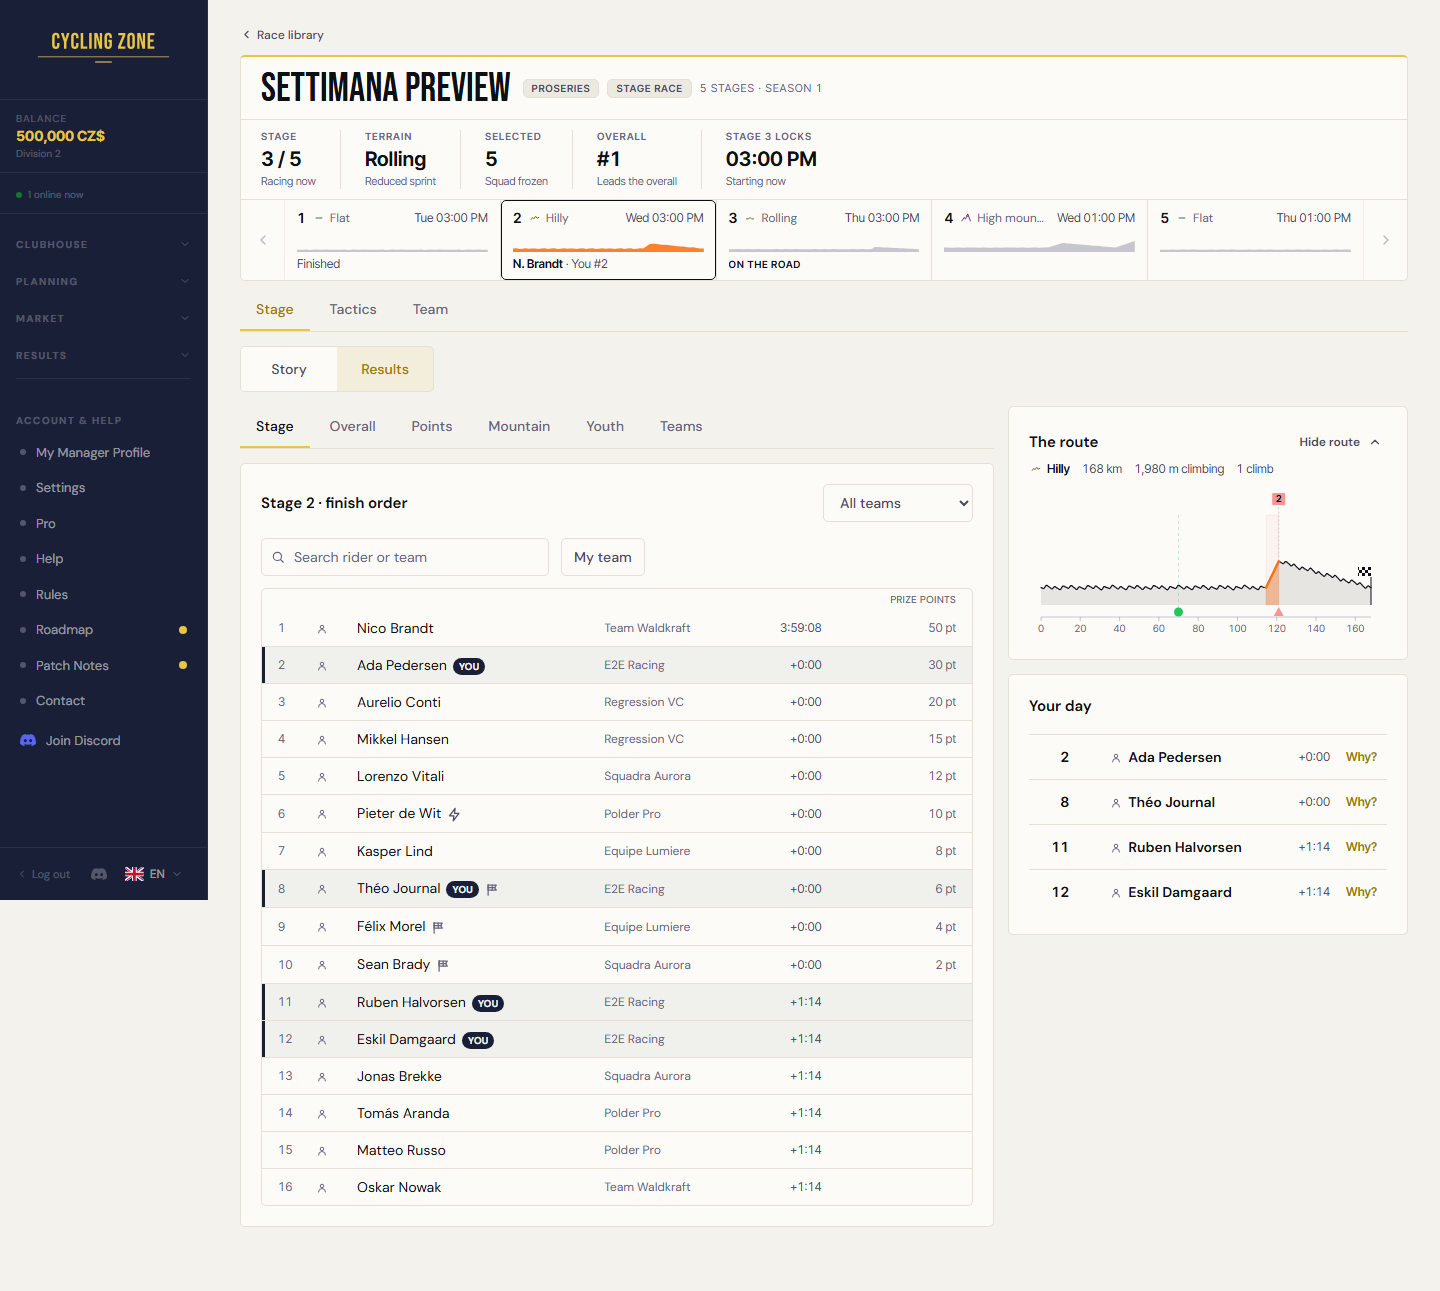 CYCLING ZONE
BALANCE
500,000 CZ$
Division 2
1 online now
CLUBHOUSE
PLANNING
MARKET
RESULTS
ACCOUNT & HELP
My Manager Profile
Settings
Pro
Help
Rules
Roadmap
Patch Notes
Contact
Join Discord
Log out
EN
Race library
SETTIMANA PREVIEW PROSERIES STAGE RACE 5 STAGES · SEASON 1
STAGE TERRAIN SELECTED OVERALL STAGE 3 LOCKS
3 / 5 Rolling 5 #1 03:00 PM
Racing now Reduced sprint Squad frozen Leads the overall Starting now
1 Flat Tue 03:00 PM 2 Hilly Wed 03:00 PM 3 Rolling Thu 03:00 PM 4 High moun... Wed 01:00 PM 5 Flat Thu 01:00 PM
Finished N. Brandt · You #2 ON THE ROAD
Stage Tactics Team
Story Results
Stage Overall Points Mountain Youth Teams
Stage 2 · finish order All teams
Search rider or team My team
PRIZE POINTS
1 Nico Brandt Team Waldkraft 3:59:08 50 pt
2 Ada Pedersen YOU E2E Racing +0:00 30 pt
3 Aurelio Conti Regression VC +0:00 20 pt
4 Mikkel Hansen Regression VC +0:00 15 pt
5 Lorenzo Vitali Squadra Aurora +0:00 12 pt
6 Pieter de Wit Polder Pro +0:00 10 pt
7 Kasper Lind Equipe Lumiere +0:00 8 pt
8 Théo Journal YOU E2E Racing +0:00 6 pt
9 Félix Morel Equipe Lumiere +0:00 4 pt
10 Sean Brady Squadra Aurora +0:00 2 pt
11 Ruben Halvorsen YOU E2E Racing +1:14
12 Eskil Damgaard YOU E2E Racing +1:14
13 Jonas Brekke Squadra Aurora +1:14
14 Tomás Aranda Polder Pro +1:14
15 Matteo Russo Polder Pro +1:14
16 Oskar Nowak Team Waldkraft +1:14
The route Hide route
Hilly 168 km 1,980 m climbing 1 climb
2
0 20 40 60 80 100 120 140 160
Your day
2 Ada Pedersen +0:00 Why?
8 Théo Journal +0:00 Why?
11 Ruben Halvorsen +1:14 Why?
12 Eskil Damgaard +1:14 Why?